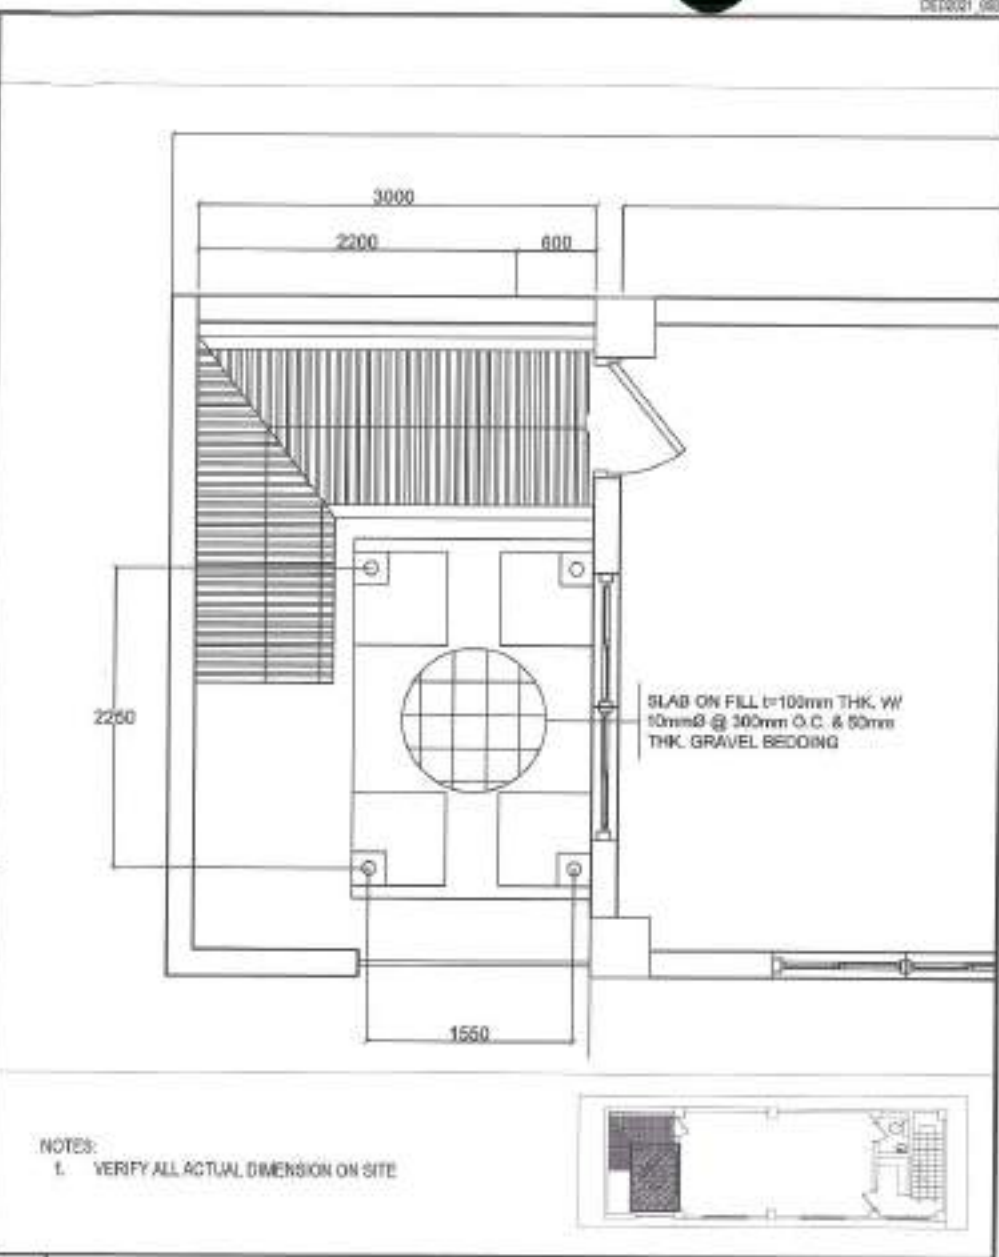 3000
2200 600
2250
SLAB ON FILL t=100mm THK. W/
10mmØ @ 300mm O.C. & 50mm
THK. GRAVEL BEDDING
1550
NOTES:
1. VERIFY ALL ACTUAL DIMENSION ON SITE